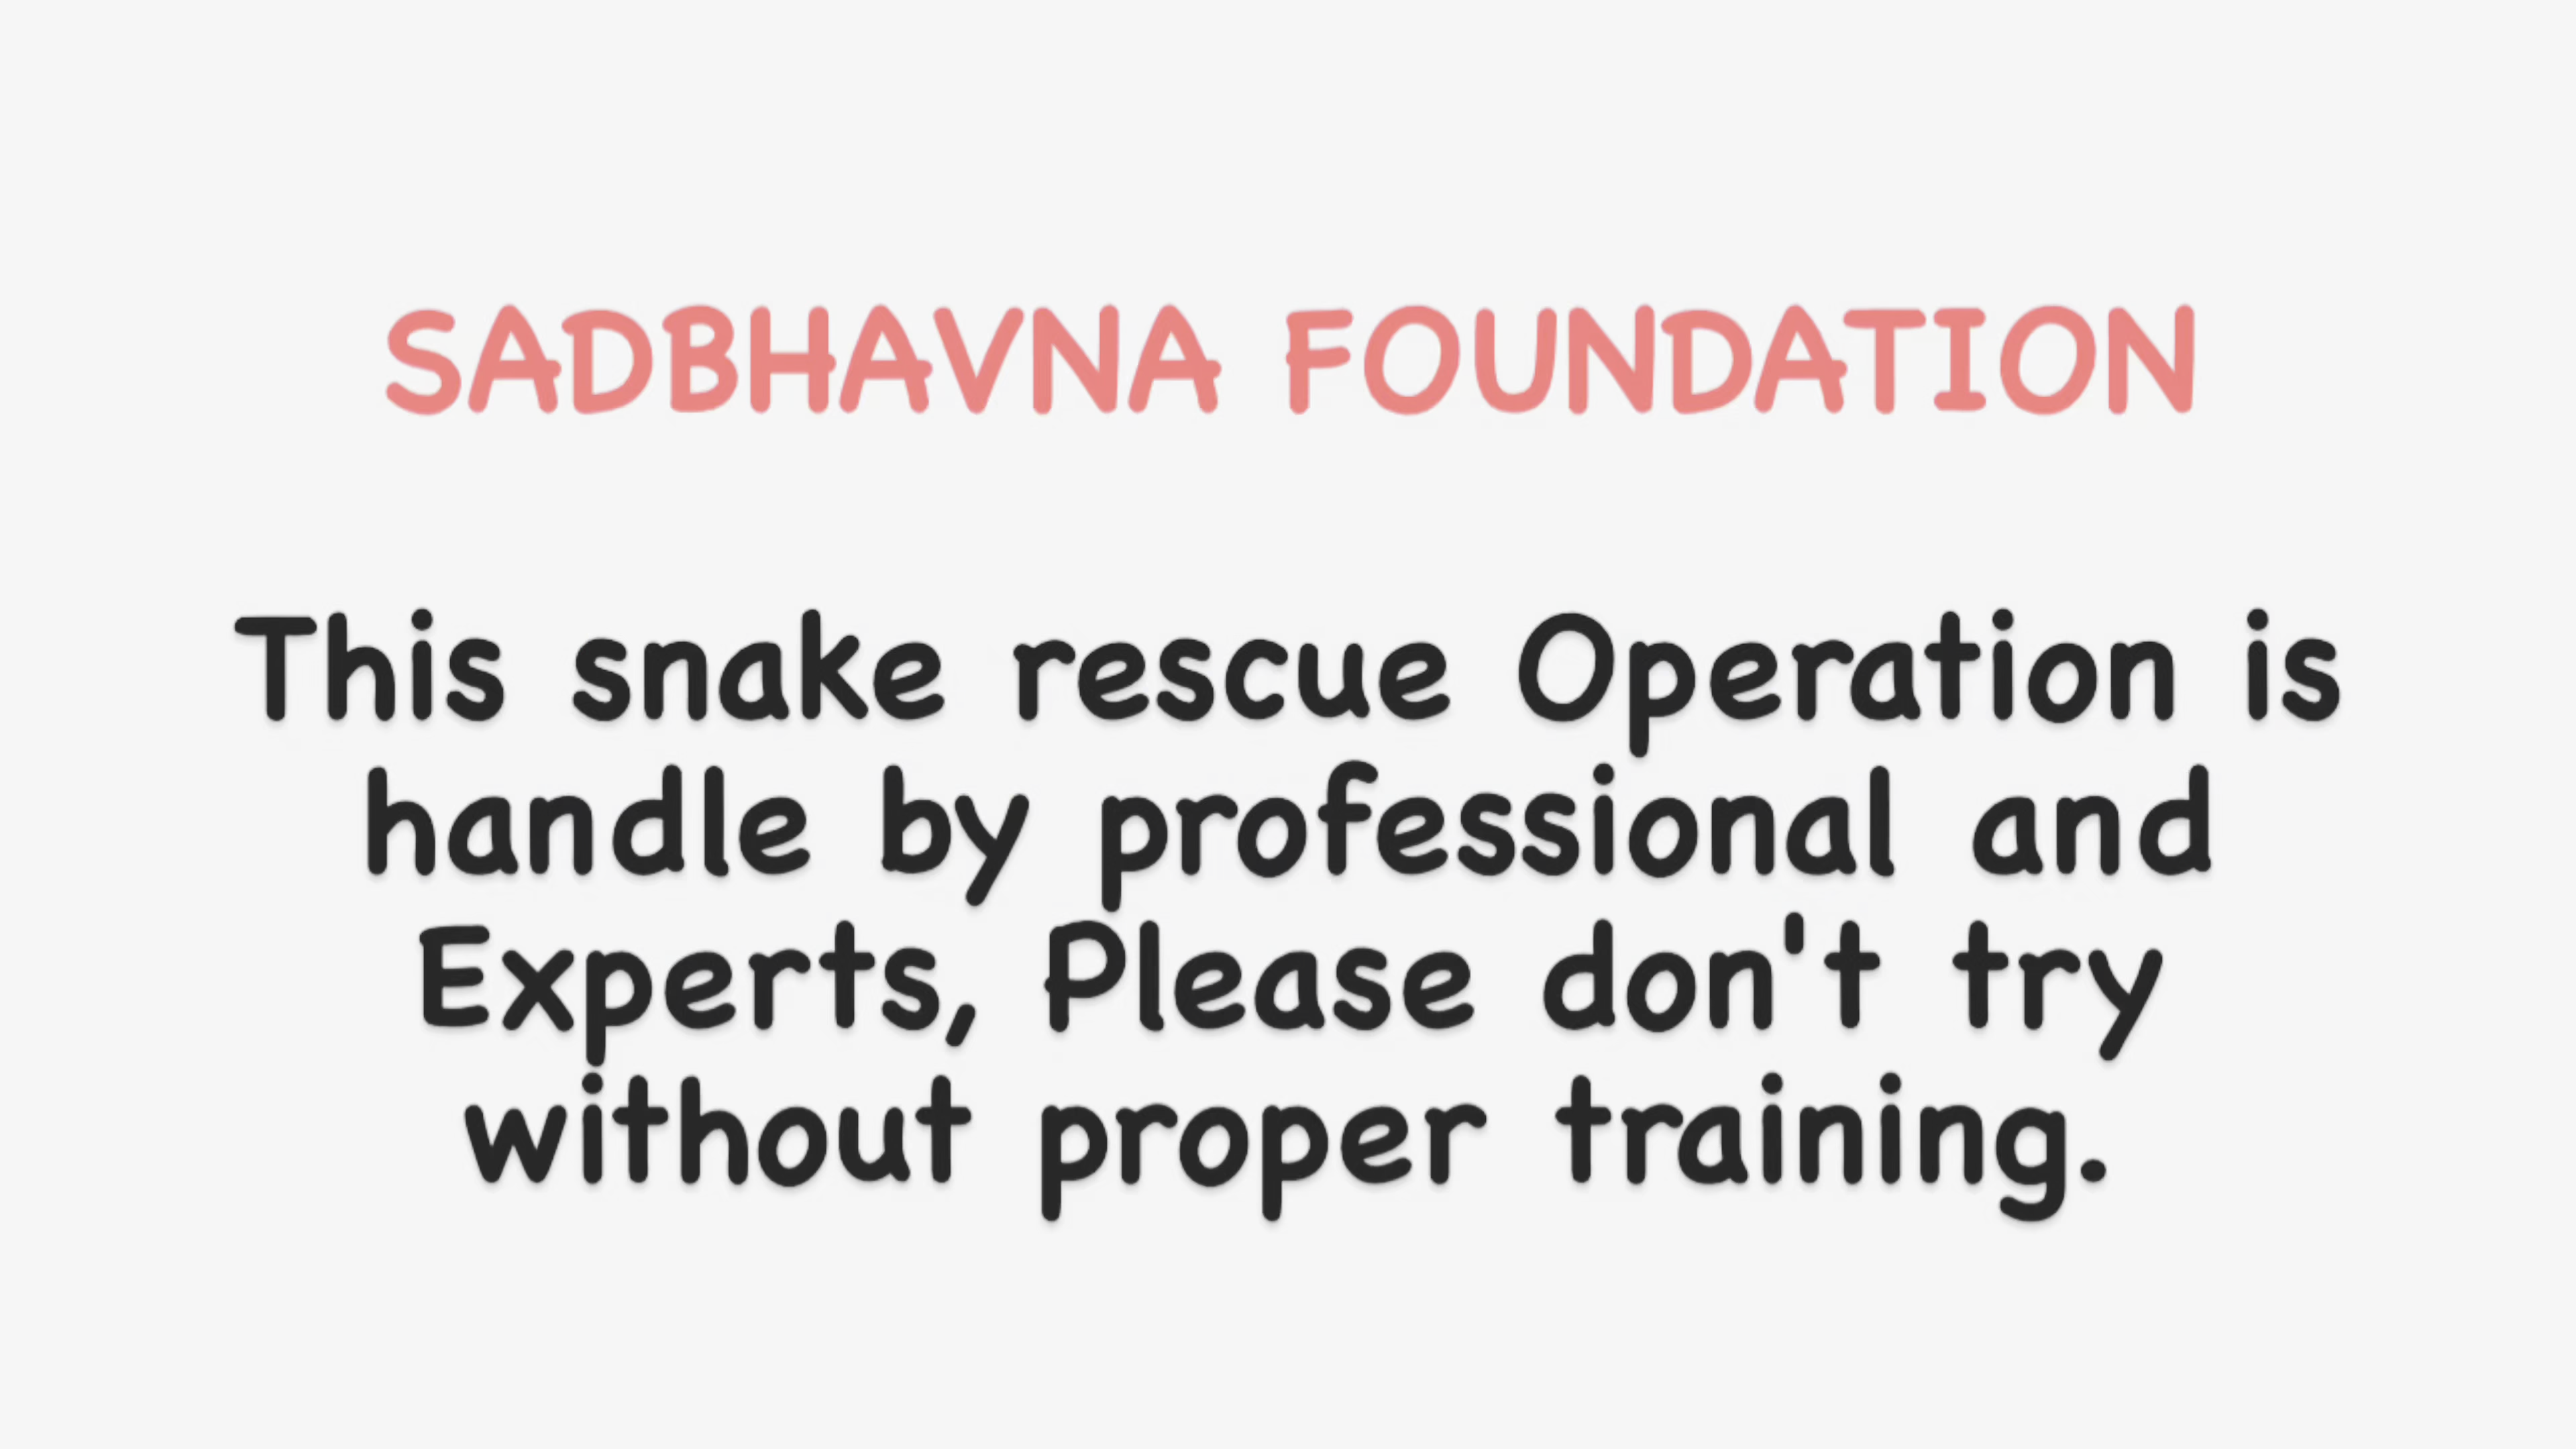 SADBHAVNA FOUNDATION
This snake rescue Operation is
handle by professional and
Experts, Please don't try
without proper training.